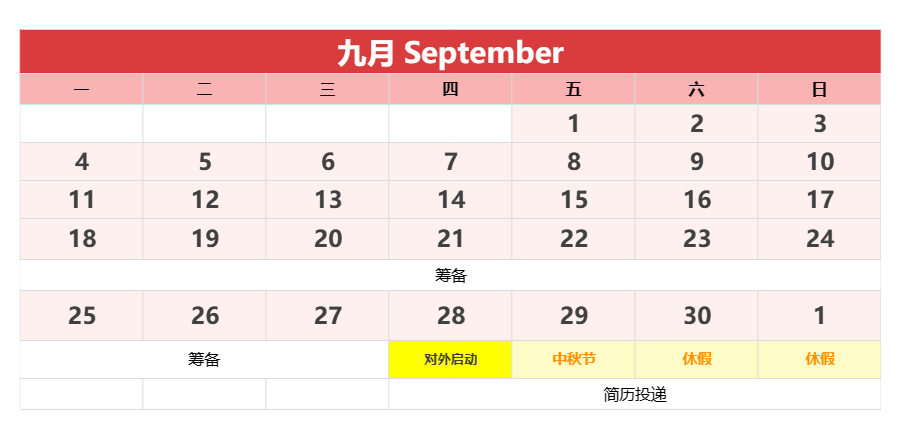 九月 September
一 二 三 四 五 六 日
1 2 3
4 5 6 7 8 9 10
11 12 13 14 15 16 17
18 19 20 21 22 23 24
筹备
25 26 27 28 29 30 1
筹备 对外启动 中秋节 休假 休假
简历投递